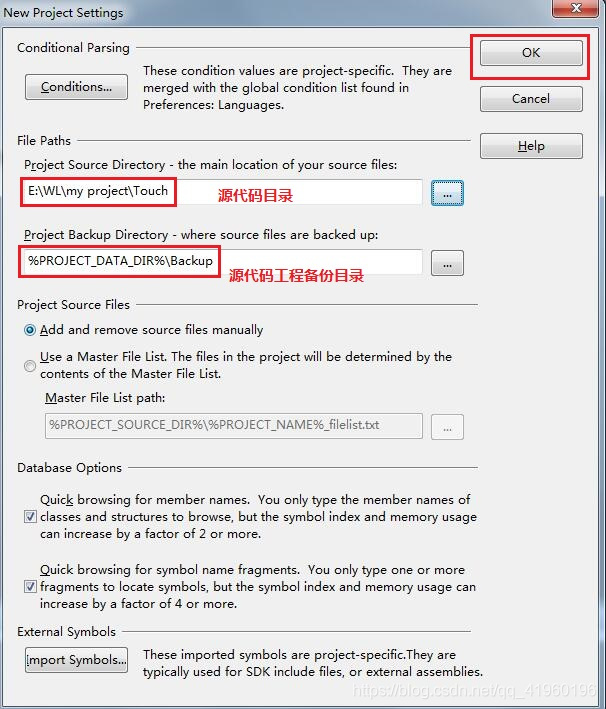 New Project Settings
Conditional Parsing
OK
Conditions...
These condition values are project-specific. They are
merged with the global condition list found in
Preferences: Languages.
Cancel
Help
File Paths
Project Source Directory - the main location of your source files:
E:\WL\my project\Touch
源代码目录
...
Project Backup Directory - where source files are backed up:
%PROJECT_DATA_DIR%\Backup
源代码工程备份目录
...
Project Source Files
Add and remove source files manually
Use a Master File List. The files in the project will be determined by the
contents of the Master File List.
Master File List path:
%PROJECT_SOURCE_DIR%\%PROJECT_NAME%_filelist.txt
...
Database Options
Quick browsing for member names. You only type the member names of
classes and structures to browse, but the symbol index and memory usage
can increase by a factor of 2 or more.
Quick browsing for symbol name fragments. You only type one or more
fragments to locate symbols, but the symbol index and memory usage can
increase by a factor of 4 or more.
External Symbols
Import Symbols...
These imported symbols are project-specific.They are
typically used for SDK include files, or external assemblies.
https://blog.csdn.net/qq_41960196